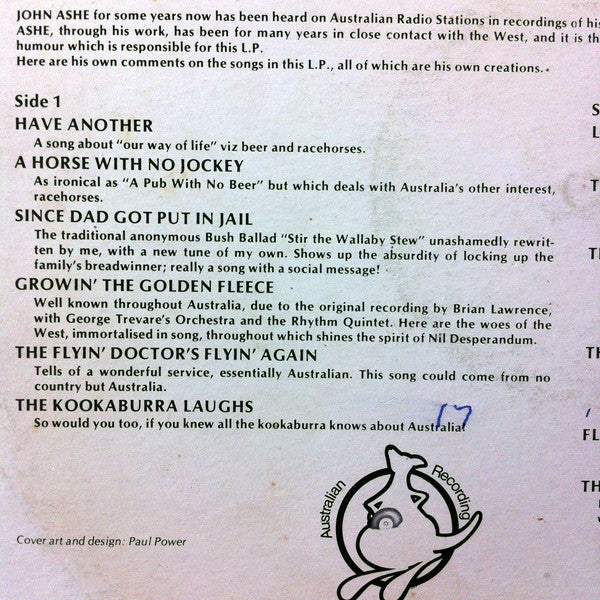 JOHN ASHE for some years now has been heard on Australian Radio Stations in recordings of his
ASHE, through his work, has been for many years in close contact with the West, and it is th
humour which is responsible for this L.P.
Here are his own comments on the songs in this L.P., all of which are his own creations.
Side 1
HAVE ANOTHER
A song about “our way of life” viz beer and racehorses.
A HORSE WITH NO JOCKEY
As ironical as “A Pub With No Beer” but which deals with Australia’s other interest,
racehorses.
SINCE DAD GOT PUT IN JAIL
The traditional anonymous Bush Ballad “Stir the Wallaby Stew” unashamedly rewrit-
ten by me, with a new tune of my own. Shows up the absurdity of locking up the
family’s breadwinner; really a song with a social message!
GROWIN’ THE GOLDEN FLEECE
Well known throughout Australia, due to the original recording by Brian Lawrence,
with George Trevare’s Orchestra and the Rhythm Quintet. Here are the woes of the
West, immortalised in song, throughout which shines the spirit of Nil Desperandum.
THE FLYIN’ DOCTOR’S FLYIN’ AGAIN
Tells of a wonderful service, essentially Australian. This song could come from no
country but Australia.
THE KOOKABURRA LAUGHS
So would you too, if you knew all the kookaburra knows about Australia!
17
Australian Recording
Cover art and design: Paul Power
S
L
T
TH
TH
FL
THE